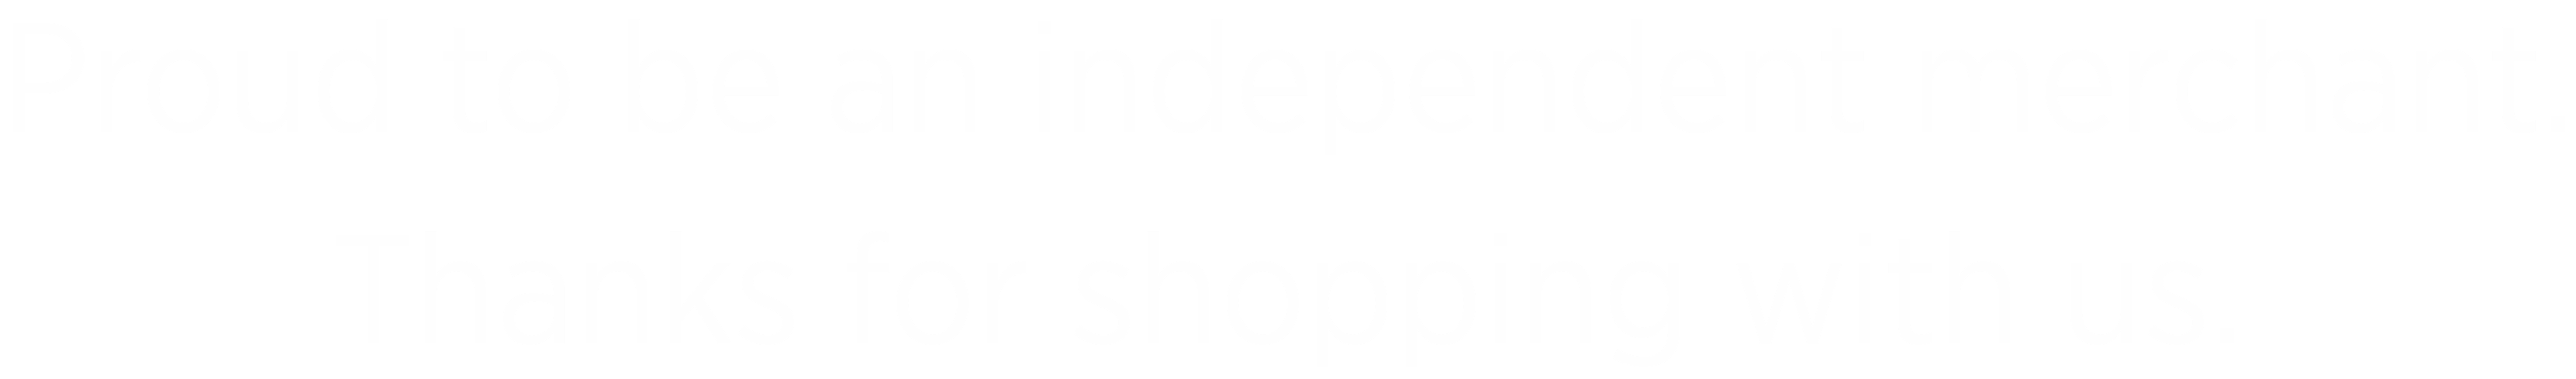 Proud to be an independent merchant.
Thanks for shopping with us.